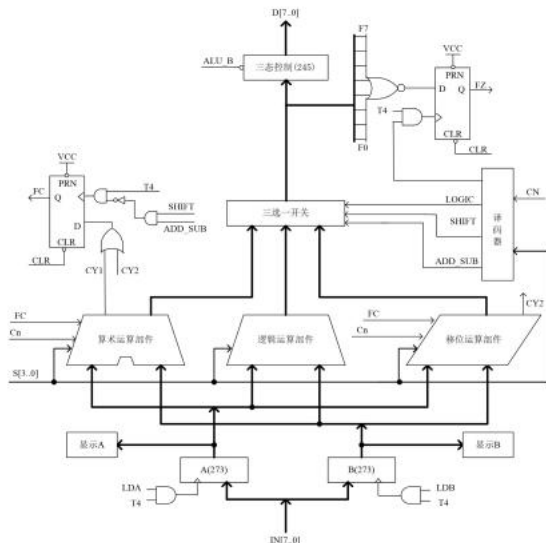 D[7..0]
ALU_B
三态控制(245)
F7
F0
VCC
PRN
D
Q
FZ
T4
CLR
CLR
VCC
PRN
FC
Q
D
T4
SHIFT
ADD_SUB
CLR
CLR
CY1
CY2
三选一开关
LOGIC
SHIFT
ADD_SUB
译码器
CN
CY2
FC
Cn
算术运算部件
逻辑运算部件
FC
Cn
移位运算部件
S[3..0]
显示A
显示B
A(273)
B(273)
LDA
T4
LDB
T4
IN[7..0]